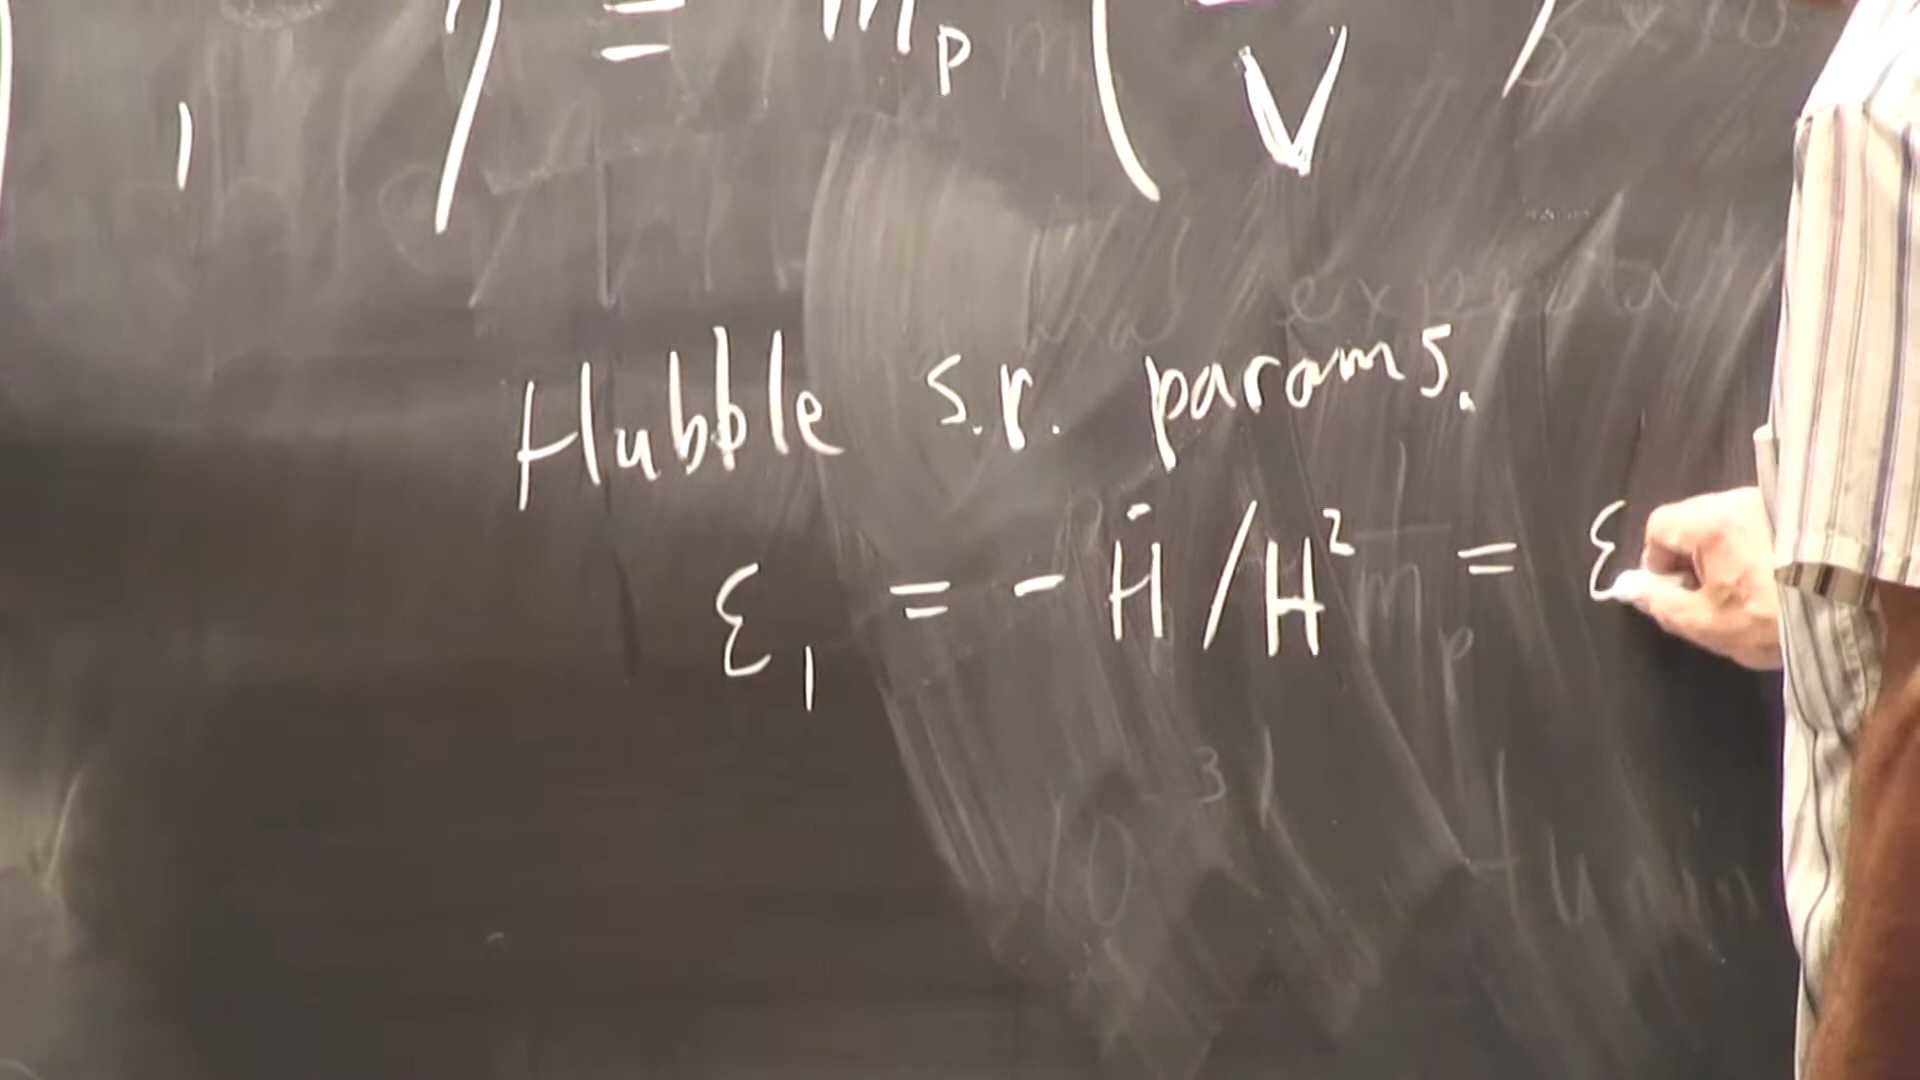 , η = m_P ( V )
Hubble s.r. params.
ε₁ = - Ḣ / H² = ε